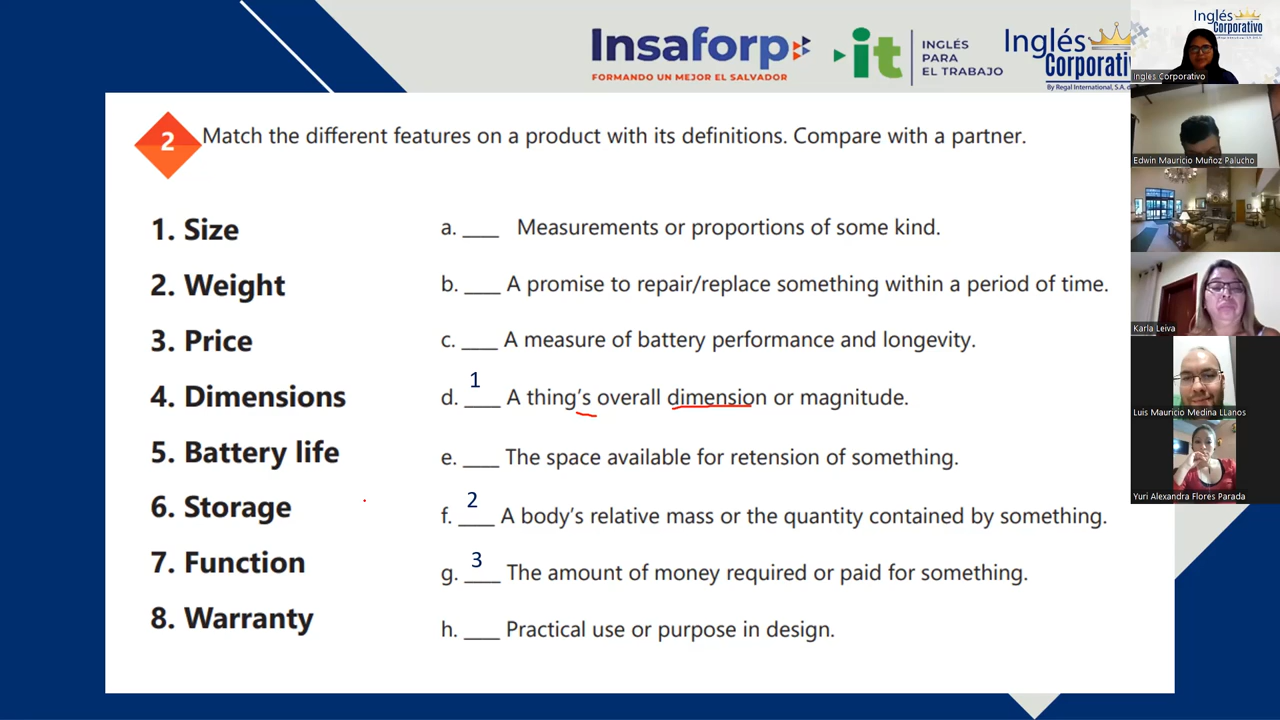 Insaforp
FORMANDO UN MEJOR EL SALVADOR
it
INGLÉS
PARA
EL TRABAJO
Inglés
Corporativ
By Regal International, S.A. d
Inglés
Corporativo
Ingles Corporativo
Edwin Mauricio Muñoz Palucho
Karla Leiva
Luis Mauricio Medina LLanos
Yuri Alexandra Flores Parada
2 Match the different features on a product with its definitions. Compare with a partner.
1. Size
2. Weight
3. Price
4. Dimensions
5. Battery life
6. Storage
7. Function
8. Warranty
a. ____ Measurements or proportions of some kind.
b. ____ A promise to repair/replace something within a period of time.
c. ____ A measure of battery performance and longevity.
d. 1 A thing's overall dimension or magnitude.
e. ____ The space available for retension of something.
f. 2 A body's relative mass or the quantity contained by something.
g. 3 The amount of money required or paid for something.
h. ____ Practical use or purpose in design.